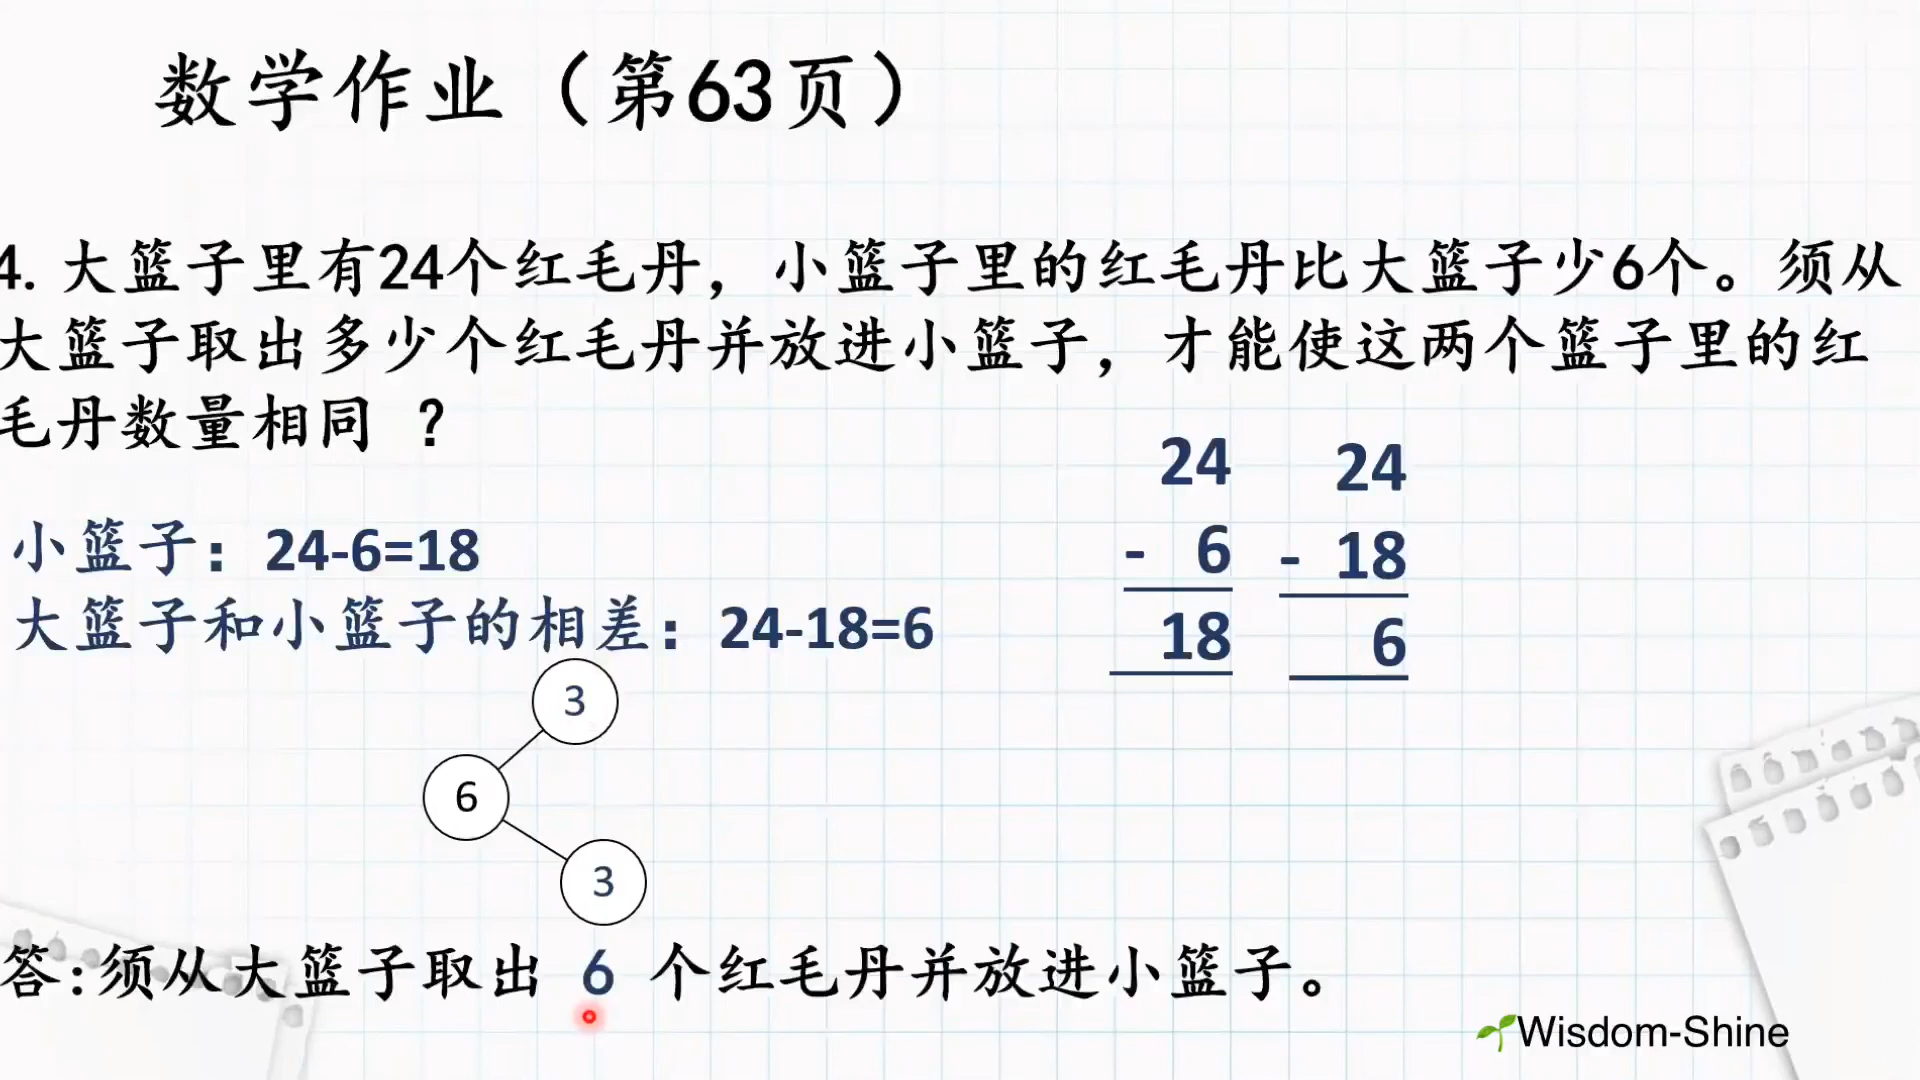 数学作业（第63页）
4. 大篮子里有24个红毛丹，小篮子里的红毛丹比大篮子少6个。须从
大篮子取出多少个红毛丹并放进小篮子，才能使这两个篮子里的红
毛丹数量相同 ？
小篮子：24-6=18
大篮子和小篮子的相差：24-18=6
24
- 6
18
24
- 18
6
3
6
3
答:须从大篮子取出 6 个红毛丹并放进小篮子。
Wisdom-Shine